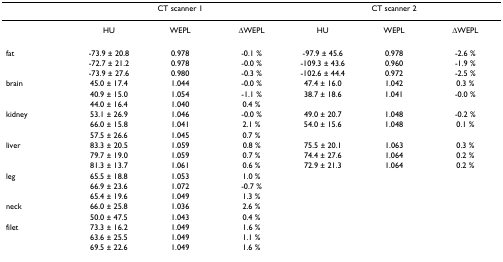 CT scanner 1 CT scanner 2
HU WEPL ΔWEPL HU WEPL ΔWEPL
fat -73.9 ± 20.8 0.978 -0.1 % -97.9 ± 45.6 0.978 -2.6 %
-72.7 ± 21.2 0.978 -0.0 % -109.3 ± 43.6 0.960 -1.9 %
-73.9 ± 27.6 0.980 -0.3 % -102.6 ± 44.4 0.972 -2.5 %
brain 45.0 ± 17.4 1.044 -0.0 % 47.4 ± 16.0 1.042 0.3 %
40.9 ± 15.0 1.054 -1.1 % 38.7 ± 18.6 1.041 -0.0 %
44.0 ± 16.4 1.040 0.4 %
kidney 53.1 ± 26.9 1.046 -0.0 % 49.0 ± 20.7 1.048 -0.2 %
66.0 ± 15.8 1.041 2.1 % 54.0 ± 15.6 1.048 0.1 %
57.5 ± 26.6 1.045 0.7 %
liver 83.3 ± 20.5 1.059 0.8 % 75.5 ± 20.1 1.063 0.3 %
79.7 ± 19.0 1.059 0.7 % 74.4 ± 27.6 1.064 0.2 %
81.3 ± 13.7 1.061 0.6 % 72.9 ± 21.3 1.064 0.2 %
leg 65.5 ± 18.8 1.053 1.0 %
66.9 ± 23.6 1.072 -0.7 %
65.4 ± 19.6 1.049 1.3 %
neck 66.0 ± 25.8 1.036 2.6 %
50.0 ± 47.5 1.043 0.4 %
filet 73.3 ± 16.2 1.049 1.6 %
63.6 ± 25.5 1.049 1.1 %
69.5 ± 22.6 1.049 1.6 %